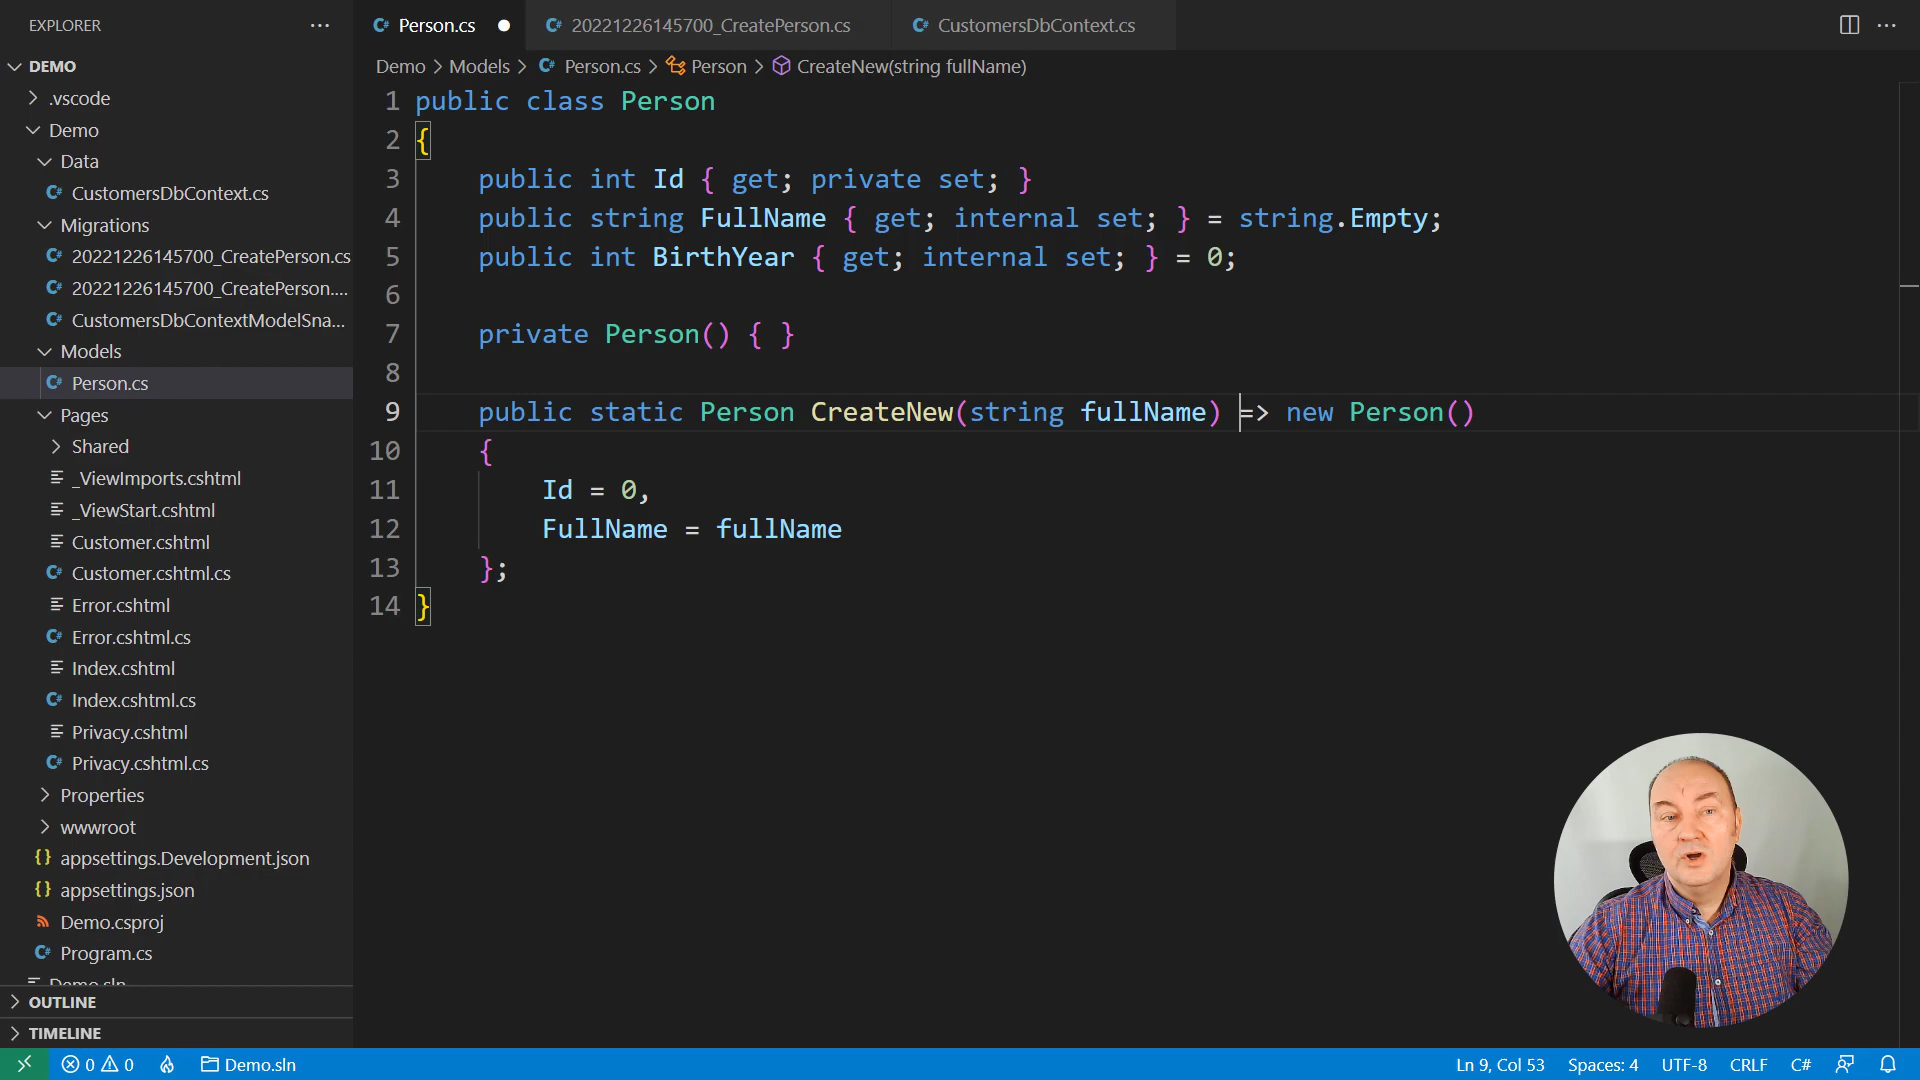 EXPLORER
DEMO
.vscode
Demo
Data
CustomersDbContext.cs
Migrations
20221226145700_CreatePerson.cs
20221226145700_CreatePerson....
CustomersDbContextModelSna...
Models
Person.cs
Pages
Shared
_ViewImports.cshtml
_ViewStart.cshtml
Customer.cshtml
Customer.cshtml.cs
Error.cshtml
Error.cshtml.cs
Index.cshtml
Index.cshtml.cs
Privacy.cshtml
Privacy.cshtml.cs
Properties
wwwroot
appsettings.Development.json
appsettings.json
Demo.csproj
Program.cs
Demo.sln
OUTLINE
TIMELINE
Person.cs 20221226145700_CreatePerson.cs CustomersDbContext.cs
Demo > Models > Person.cs > Person > CreateNew(string fullName)
1 public class Person
2 {
3 public int Id { get; private set; }
4 public string FullName { get; internal set; } = string.Empty;
5 public int BirthYear { get; internal set; } = 0;
6
7 private Person() { }
8
9 public static Person CreateNew(string fullName) => new Person()
10 {
11 Id = 0,
12 FullName = fullName
13 };
14 }
0 0 Demo.sln Ln 9, Col 53 Spaces: 4 UTF-8 CRLF C#